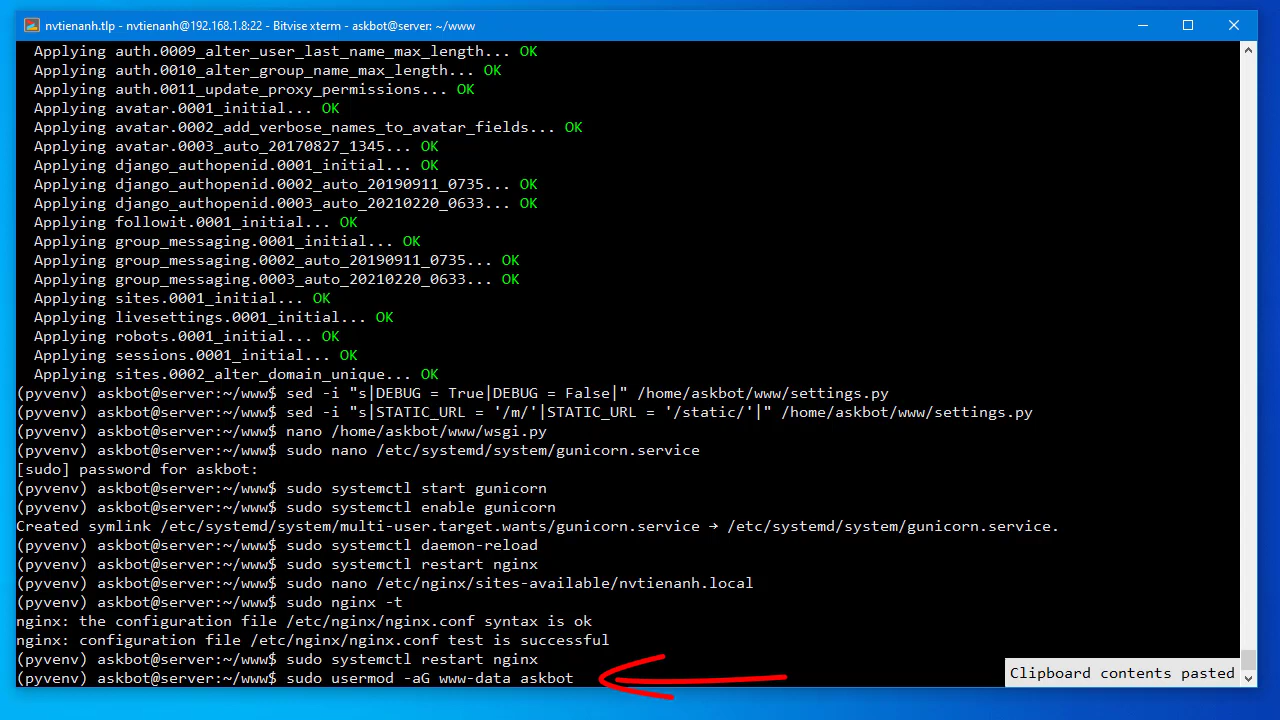 nvtienanh.tlp - nvtienanh@192.168.1.8:22 - Bitvise xterm - askbot@server: ~/www
Applying auth.0009_alter_user_last_name_max_length... OK
Applying auth.0010_alter_group_name_max_length... OK
Applying auth.0011_update_proxy_permissions... OK
Applying avatar.0001_initial... OK
Applying avatar.0002_add_verbose_names_to_avatar_fields... OK
Applying avatar.0003_auto_20170827_1345... OK
Applying django_authopenid.0001_initial... OK
Applying django_authopenid.0002_auto_20190911_0735... OK
Applying django_authopenid.0003_auto_20210220_0633... OK
Applying followit.0001_initial... OK
Applying group_messaging.0001_initial... OK
Applying group_messaging.0002_auto_20190911_0735... OK
Applying group_messaging.0003_auto_20210220_0633... OK
Applying sites.0001_initial... OK
Applying livesettings.0001_initial... OK
Applying robots.0001_initial... OK
Applying sessions.0001_initial... OK
Applying sites.0002_alter_domain_unique... OK
(pyvenv) askbot@server:~/www$ sed -i "s|DEBUG = True|DEBUG = False|" /home/askbot/www/settings.py
(pyvenv) askbot@server:~/www$ sed -i "s|STATIC_URL = '/m/'|STATIC_URL = '/static/'|" /home/askbot/www/settings.py
(pyvenv) askbot@server:~/www$ nano /home/askbot/www/wsgi.py
(pyvenv) askbot@server:~/www$ sudo nano /etc/systemd/system/gunicorn.service
[sudo] password for askbot:
(pyvenv) askbot@server:~/www$ sudo systemctl start gunicorn
(pyvenv) askbot@server:~/www$ sudo systemctl enable gunicorn
Created symlink /etc/systemd/system/multi-user.target.wants/gunicorn.service → /etc/systemd/system/gunicorn.service.
(pyvenv) askbot@server:~/www$ sudo systemctl daemon-reload
(pyvenv) askbot@server:~/www$ sudo systemctl restart nginx
(pyvenv) askbot@server:~/www$ sudo nano /etc/nginx/sites-available/nvtienanh.local
(pyvenv) askbot@server:~/www$ sudo nginx -t
nginx: the configuration file /etc/nginx/nginx.conf syntax is ok
nginx: configuration file /etc/nginx/nginx.conf test is successful
(pyvenv) askbot@server:~/www$ sudo systemctl restart nginx
(pyvenv) askbot@server:~/www$ sudo usermod -aG www-data askbot
Clipboard contents pasted